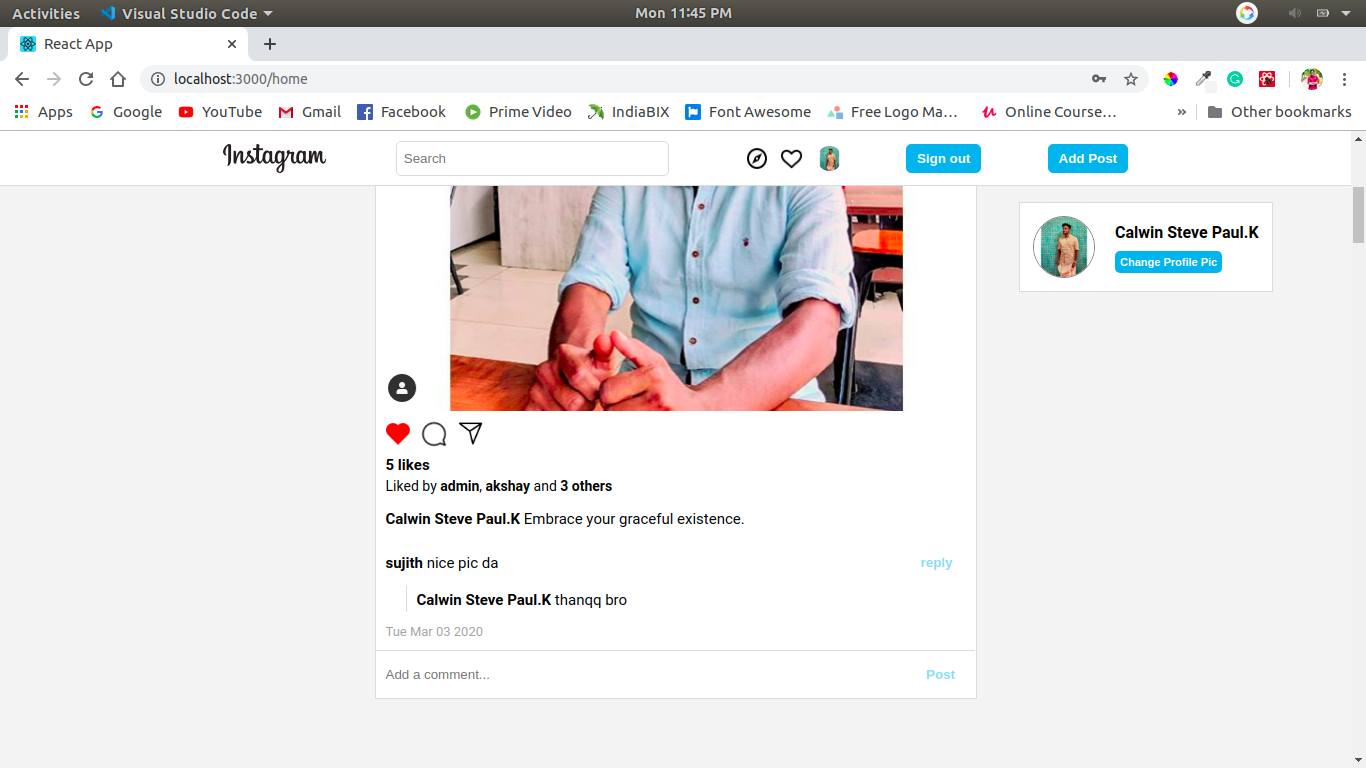 Activities Visual Studio Code Mon 11:45 PM
React App
localhost:3000/home
Apps Google YouTube Gmail Facebook Prime Video IndiaBIX Font Awesome Free Logo Ma… Online Course… » Other bookmarks
Instagram Search Sign out Add Post
Calwin Steve Paul.K
Change Profile Pic
5 likes
Liked by admin, akshay and 3 others
Calwin Steve Paul.K Embrace your graceful existence.
sujith nice pic da reply
Calwin Steve Paul.K thanqq bro
Tue Mar 03 2020
Add a comment... Post